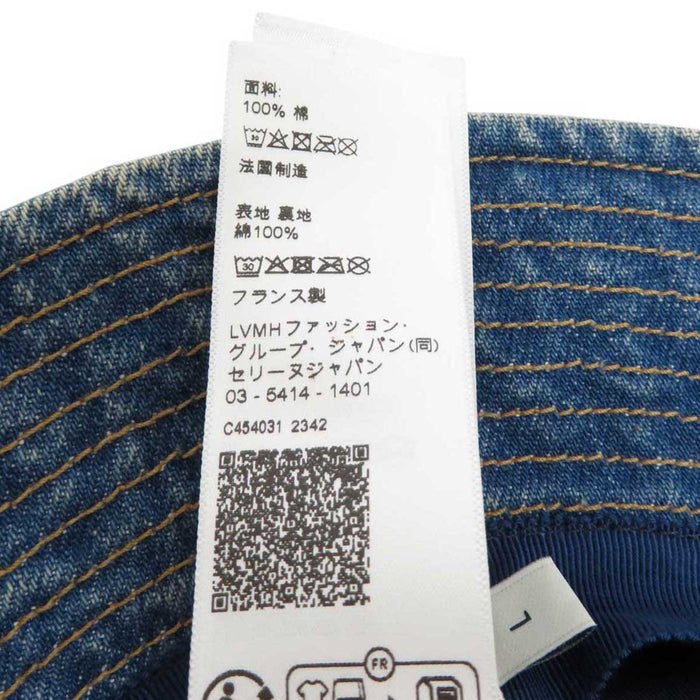 面料:
100% 棉
30
法國制造
表地 裏地
綿100%
30
フランス製
LVMHファッション・
グループ・ジャパン(同)
セリーヌジャパン
03 - 5414 - 1401
C454031 2342
FR
L